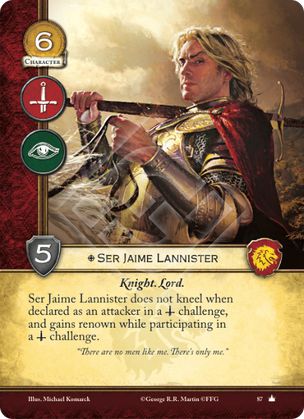 6
CHARACTER
5
SER JAIME LANNISTER
Knight. Lord.
Ser Jaime Lannister does not kneel when
declared as an attacker in a challenge,
and gains renown while participating in
a challenge.
"There are no men like me. There's only me."
Illus. Michael Komarck ©George R.R. Martin ©FFG 87